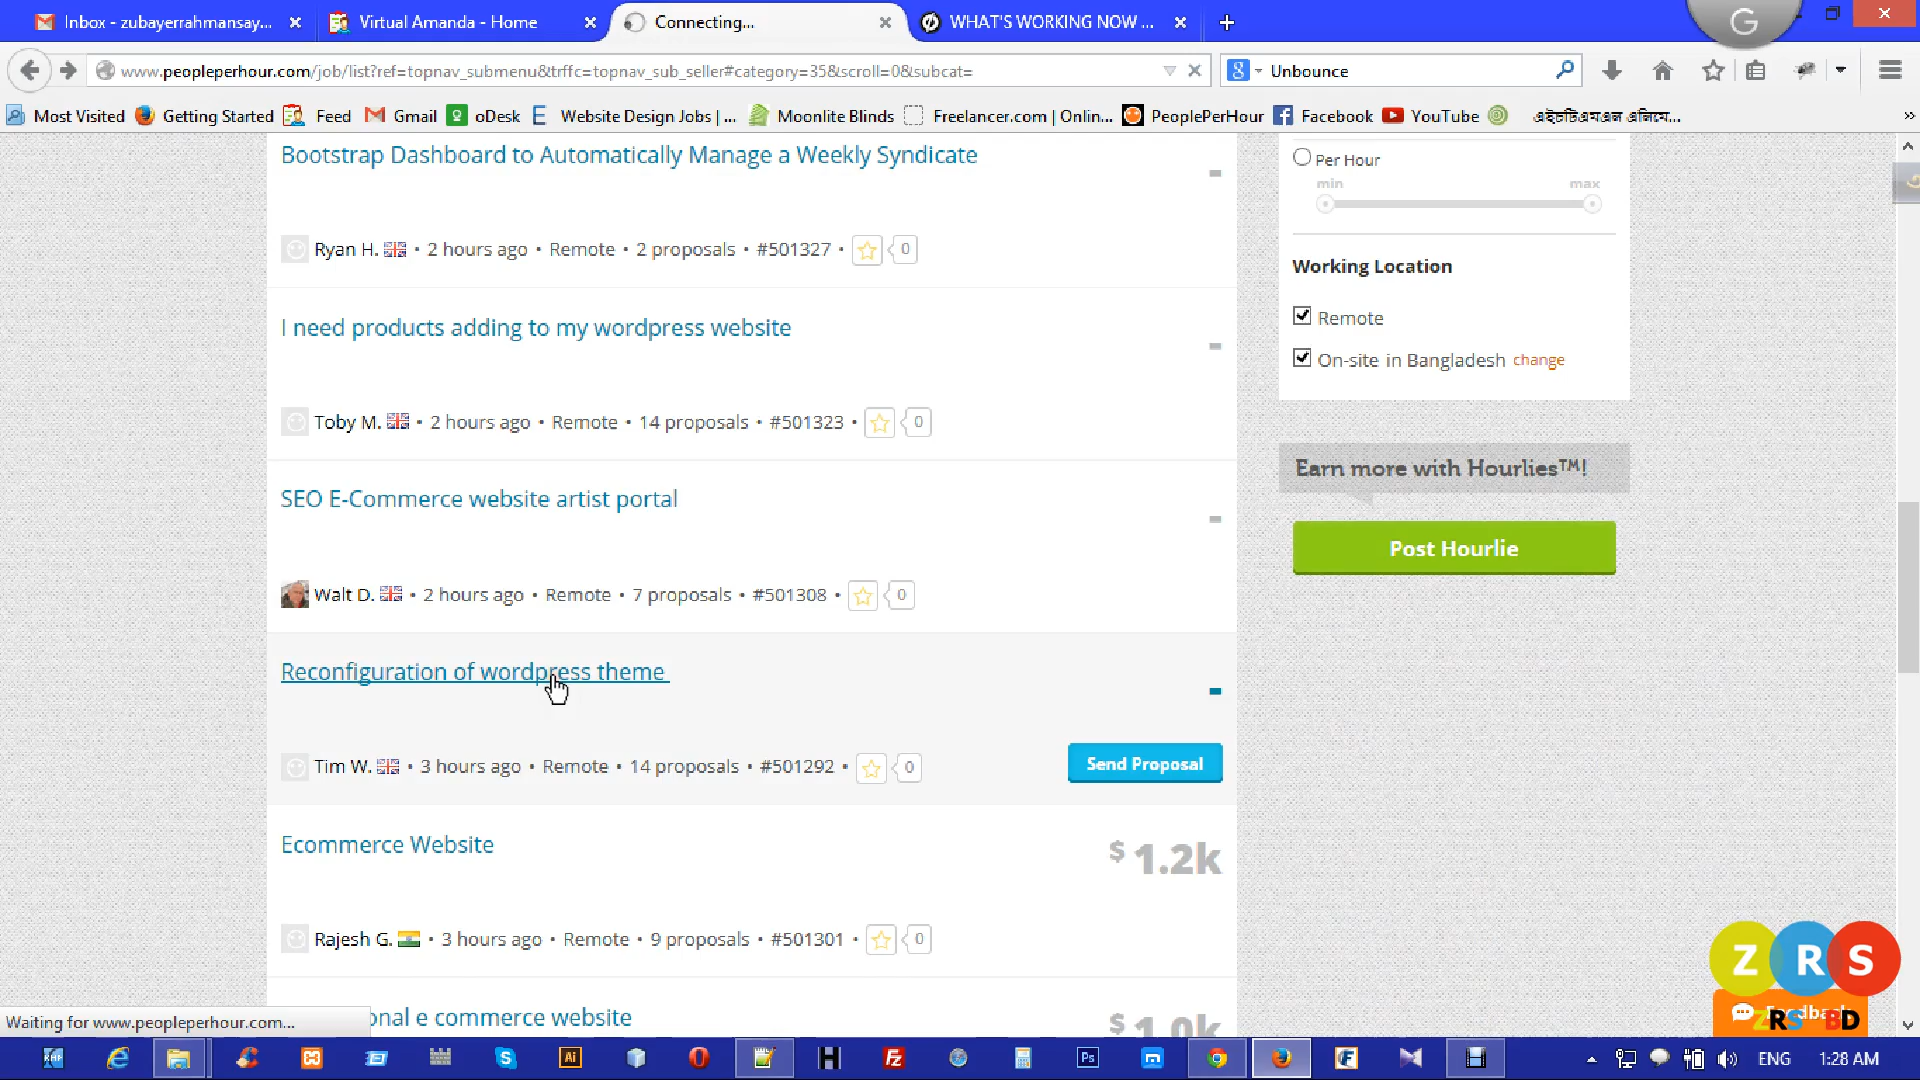 Inbox - zubayerrahmansay...
Virtual Amanda - Home
Connecting...
WHAT'S WORKING NOW ...
G
www.peopleperhour.com/job/list?ref=topnav_submenu&trffc=topnav_sub_seller#category=35&scroll=0&subcat=
Unbounce
Most Visited
Getting Started
Feed
Gmail
oDesk
Website Design Jobs | ...
Moonlite Blinds
Freelancer.com | Onlin...
PeoplePerHour
Facebook
YouTube
Bootstrap Dashboard to Automatically Manage a Weekly Syndicate
Ryan H. • 2 hours ago • Remote • 2 proposals • #501327 • 0
I need products adding to my wordpress website
Toby M. • 2 hours ago • Remote • 14 proposals • #501323 • 0
SEO E-Commerce website artist portal
Walt D. • 2 hours ago • Remote • 7 proposals • #501308 • 0
Reconfiguration of wordpress theme
Tim W. • 3 hours ago • Remote • 14 proposals • #501292 • 0
Send Proposal
Ecommerce Website
$ 1.2k
Rajesh G. • 3 hours ago • Remote • 9 proposals • #501301 • 0
onal e commerce website
$ 1.0k
Per Hour
min max
Working Location
Remote
On-site in Bangladesh change
Earn more with Hourlies™!
Post Hourlie
Z R S
ZRS BD
Waiting for www.peopleperhour.com...
ENG
1:28 AM